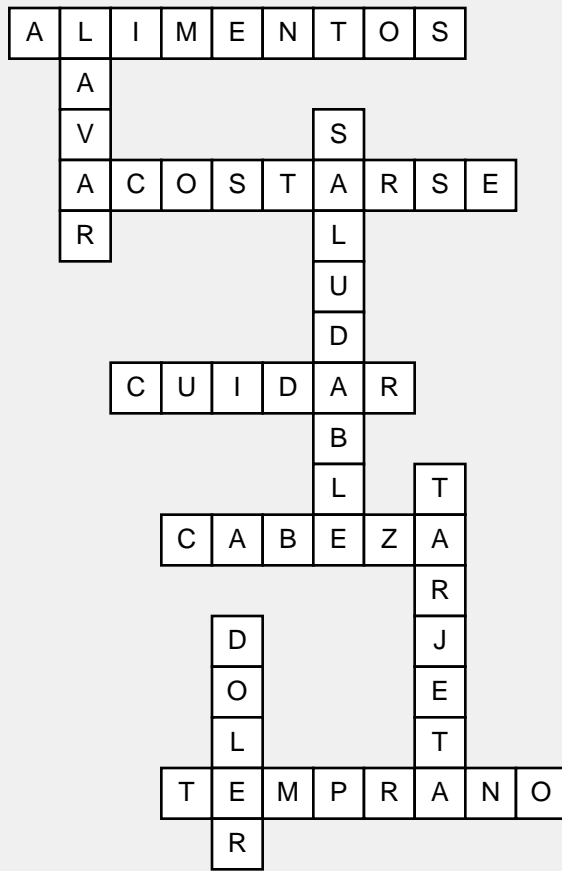 ALIMENTOS
LAVAR
SALUDABLE
ACOSTARSE
CUIDAR
TARJETA
CABEZA
DOLER
TEMPRANO